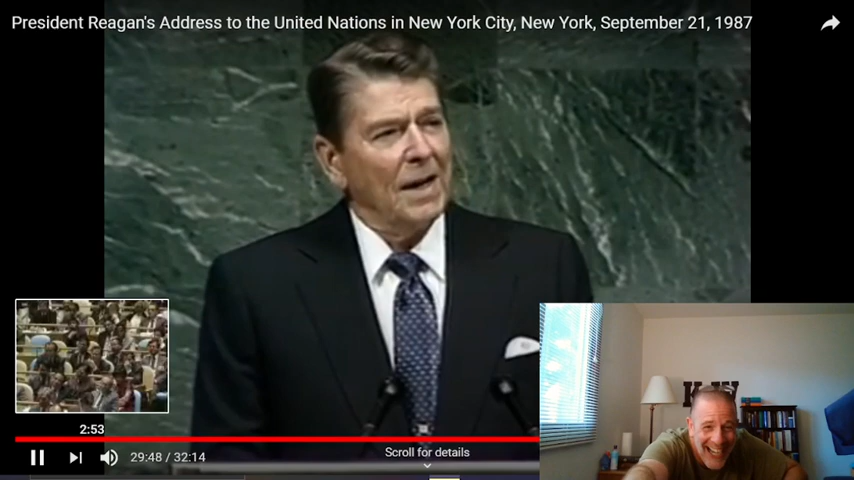 President Reagan's Address to the United Nations in New York City, New York, September 21, 1987
2:53
29:48 / 32:14
Scroll for details